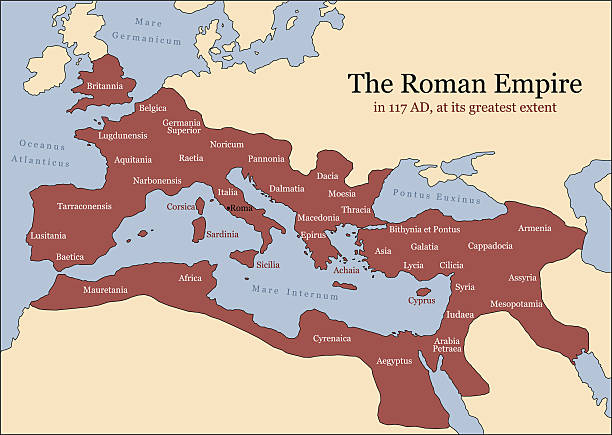 The Roman Empire
in 117 AD, at its greatest extent
Mare
Germanicum
Britannia
Belgica
Germania
Superior
Lugdunensis
Noricum
Oceanus
Atlanticus
Aquitania
Raetia
Pannonia
Dacia
Narbonensis
Italia
Dalmatia
Moesia
Pontus Euxinus
Tarraconensis
Corsica
Roma
Thracia
Macedonia
Lusitania
Sardinia
Epirus
Bithynia et Pontus
Armenia
Baetica
Asia
Galatia
Cappadocia
Sicilia
Achaia
Lycia
Cilicia
Mauretania
Africa
Assyria
Syria
Mare Internum
Cyprus
Mesopotamia
Iudaea
Cyrenaica
Arabia
Petraea
Aegyptus